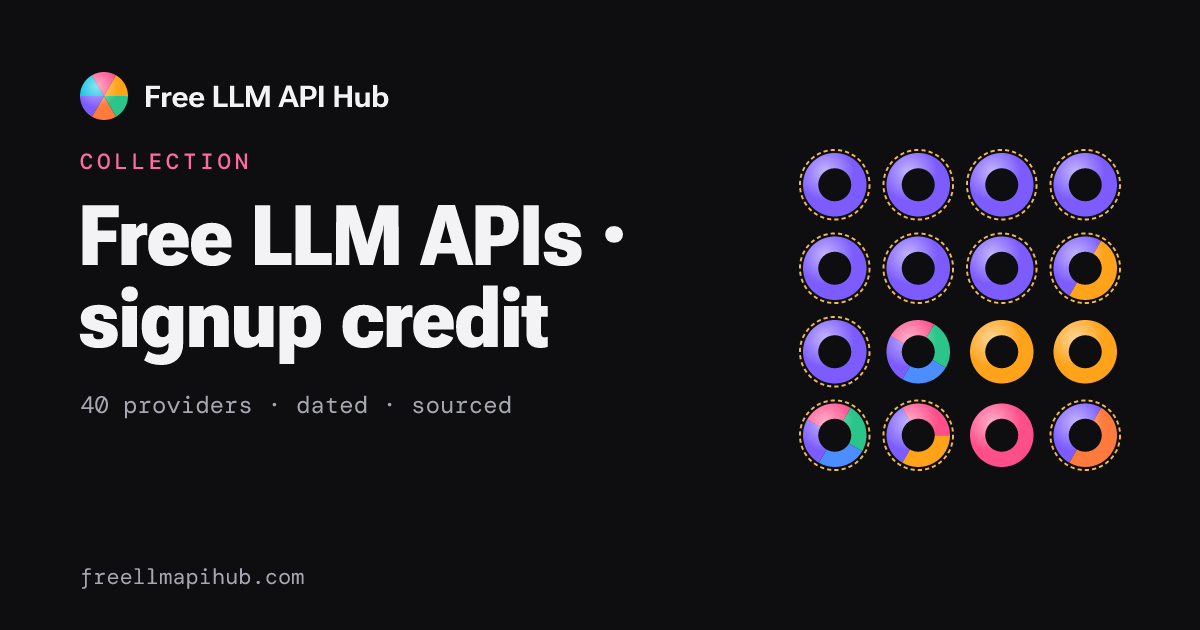 Free LLM API Hub
COLLECTION
Free LLM APIs •
signup credit
40 providers · dated · sourced
freellmapihub.com